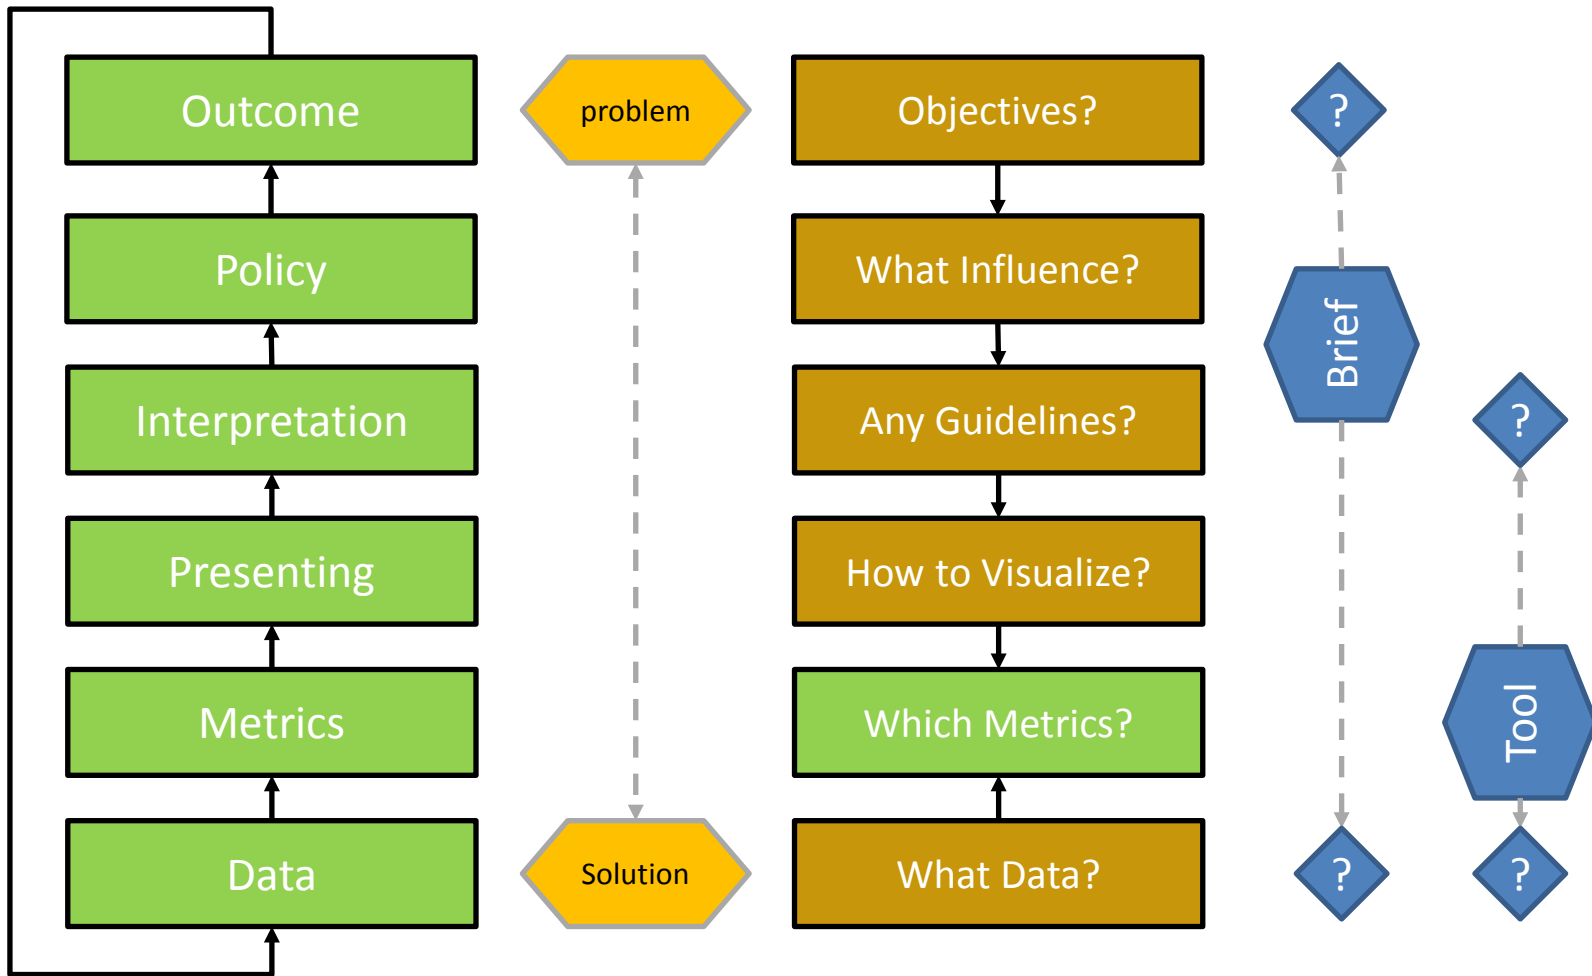 Outcome
Policy
Interpretation
Presenting
Metrics
Data
problem
Solution
Objectives?
What Influence?
Any Guidelines?
How to Visualize?
Which Metrics?
What Data?
?
Brief
?
?
Tool
?